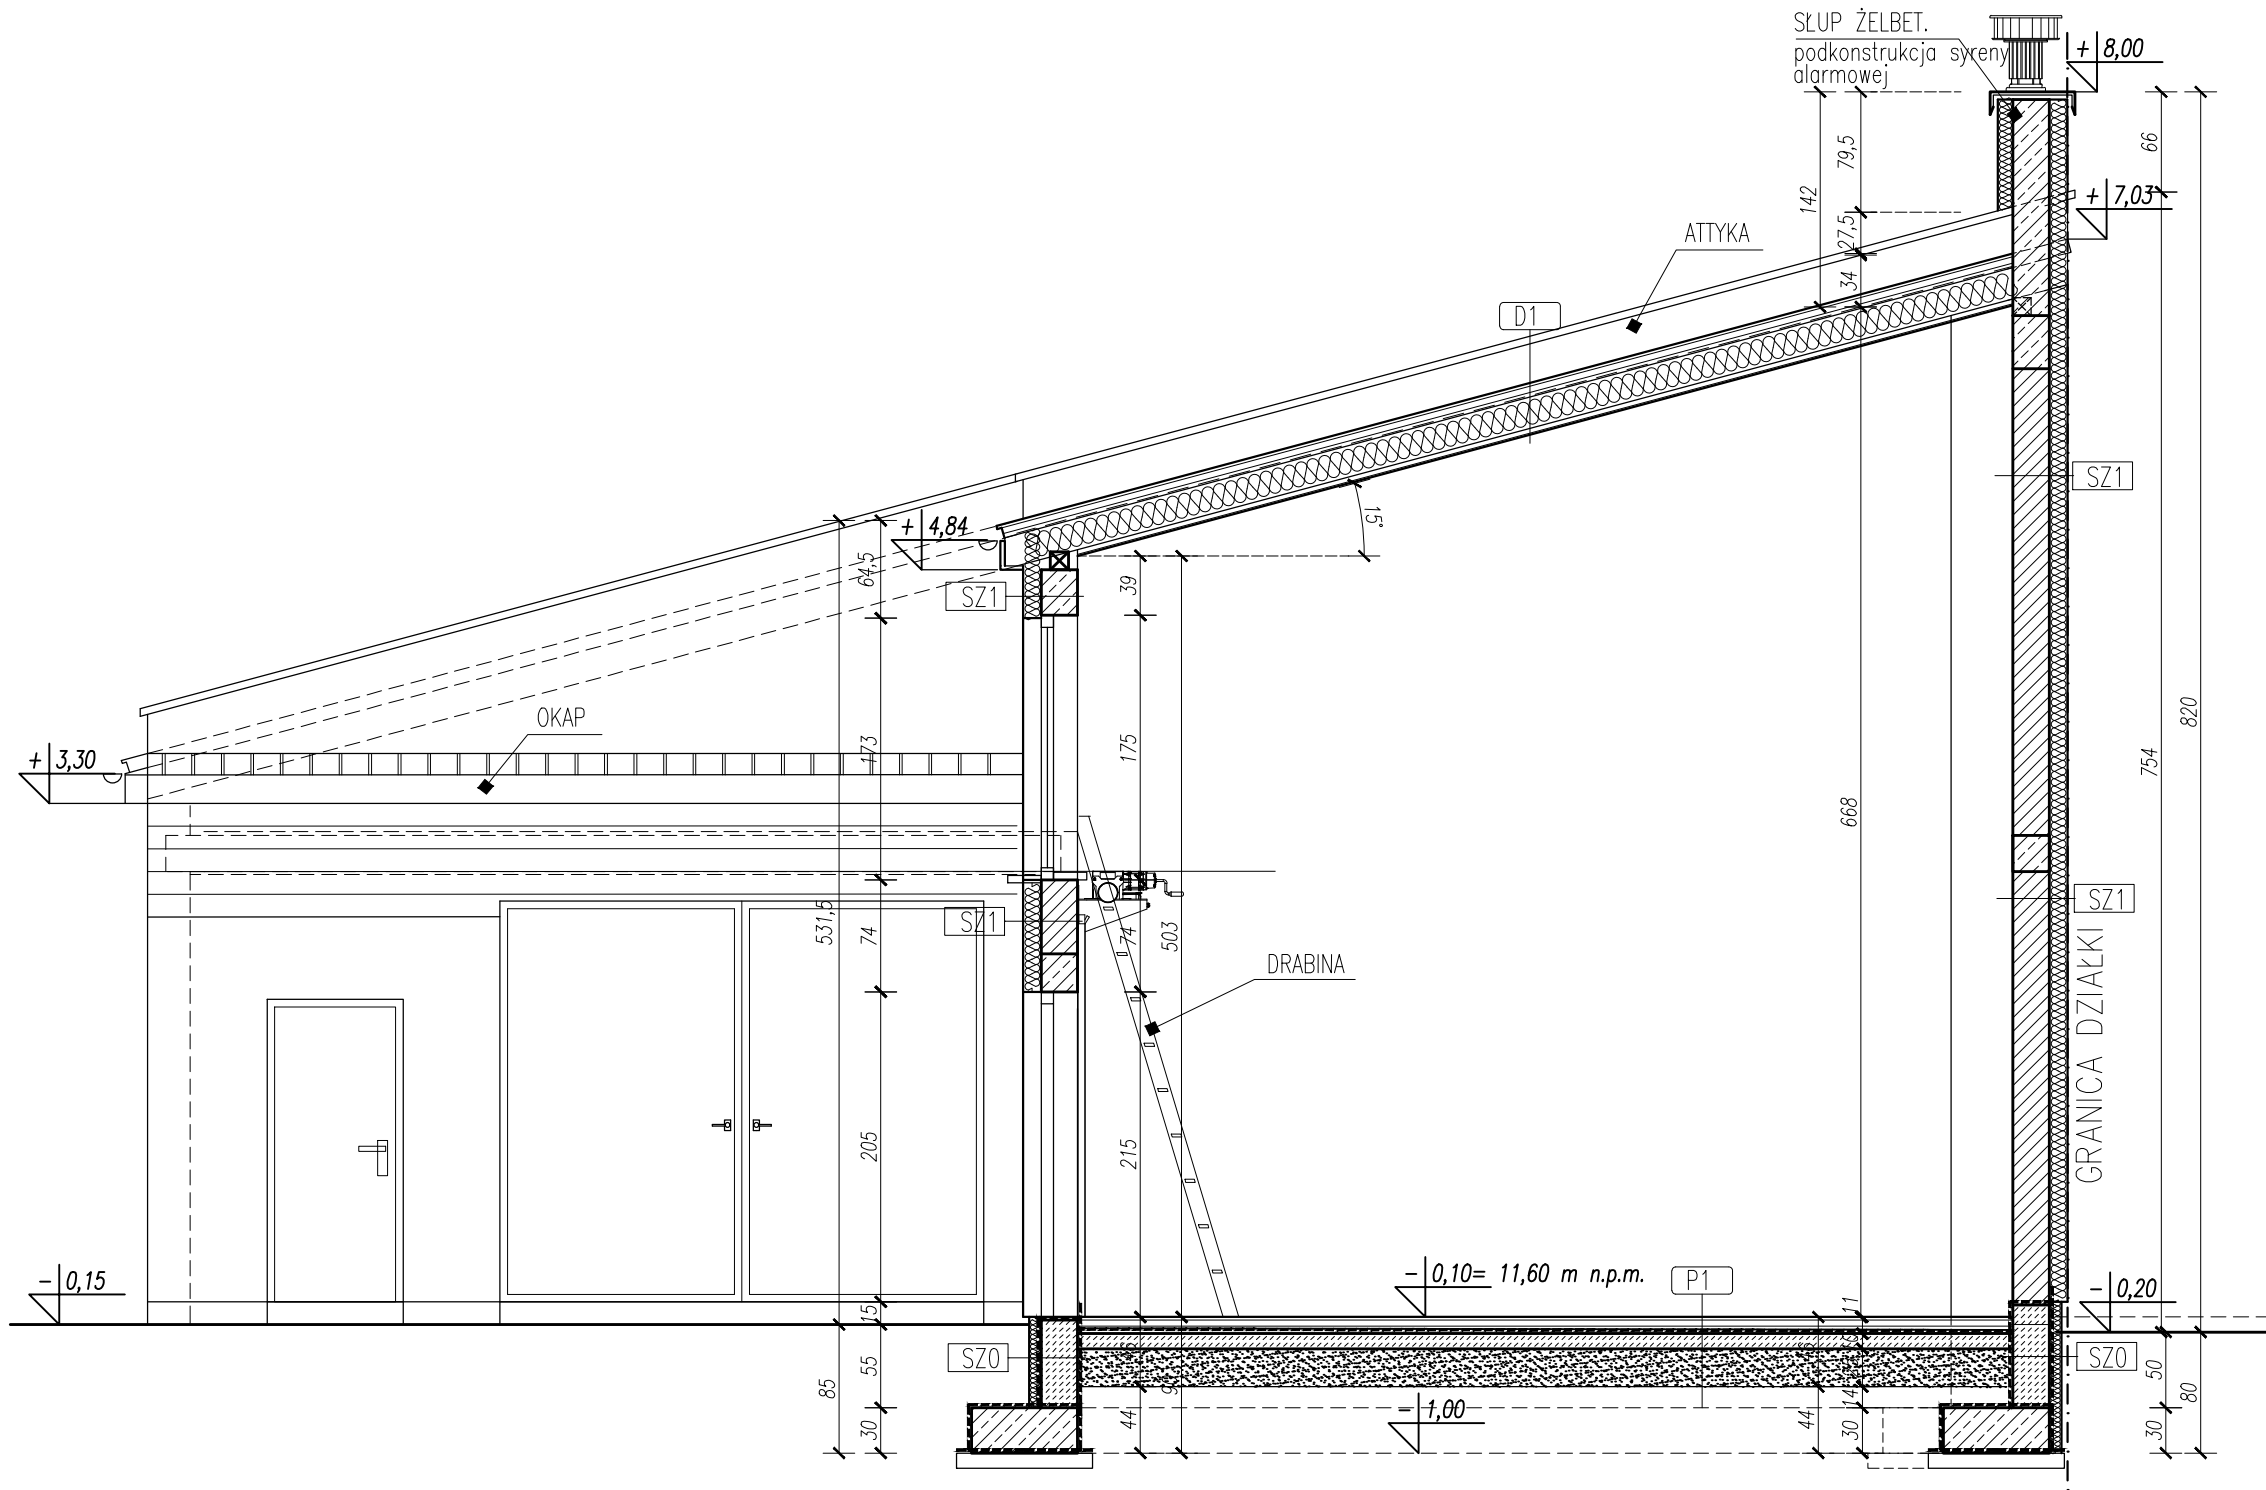 SŁUP ŻELBET.
podkonstrukcja syreny
alarmowej
+ 8,00
66
79,5
142
+ 7,03
27,5
ATTYKA
34
D1
SZ1
15°
+ 4,84
64,5
39
SZ1
OKAP
820
+ 3,30
173
175
754
668
SZ1
531,5
74
SZ1
74
503
DRABINA
GRANICA DZIAŁKI
205
215
- 0,15
- 0,10= 11,60 m n.p.m.
P1
- 0,20
15
11
SZ0
55
SZ0
50
85
80
14
- 1,00
30
44
44
30
30